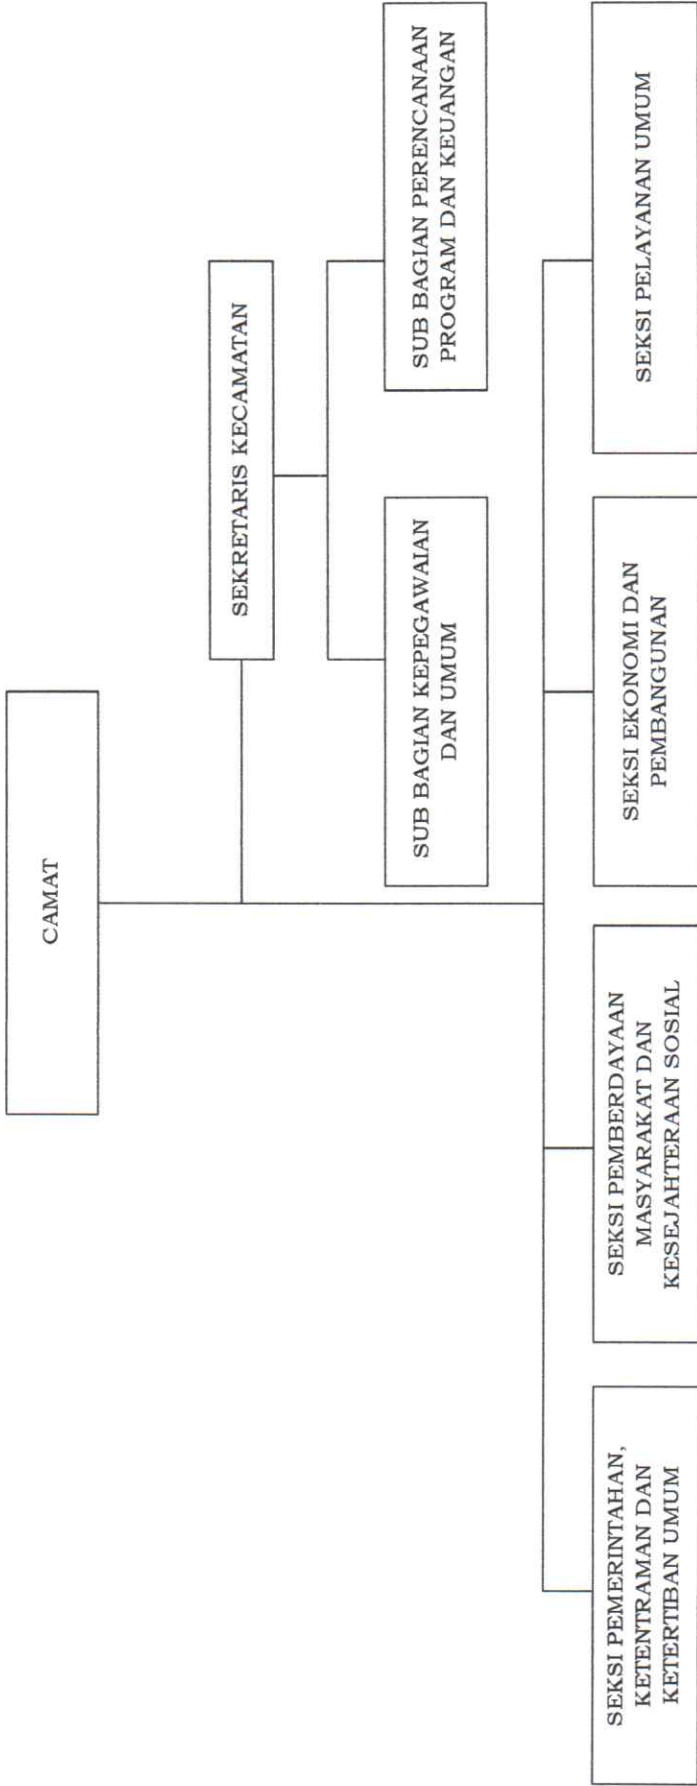 CAMAT
SEKRETARIS KECAMATAN
SUB BAGIAN KEPEGAWAIAN
DAN UMUM
SUB BAGIAN PERENCANAAN
PROGRAM DAN KEUANGAN
SEKSI PEMERINTAHAN,
KETENTRAMAN DAN
KETERTIBAN UMUM
SEKSI PEMBERDAYAAN
MASYARAKAT DAN
KESEJAHTERAAN SOSIAL
SEKSI EKONOMI DAN
PEMBANGUNAN
SEKSI PELAYANAN UMUM